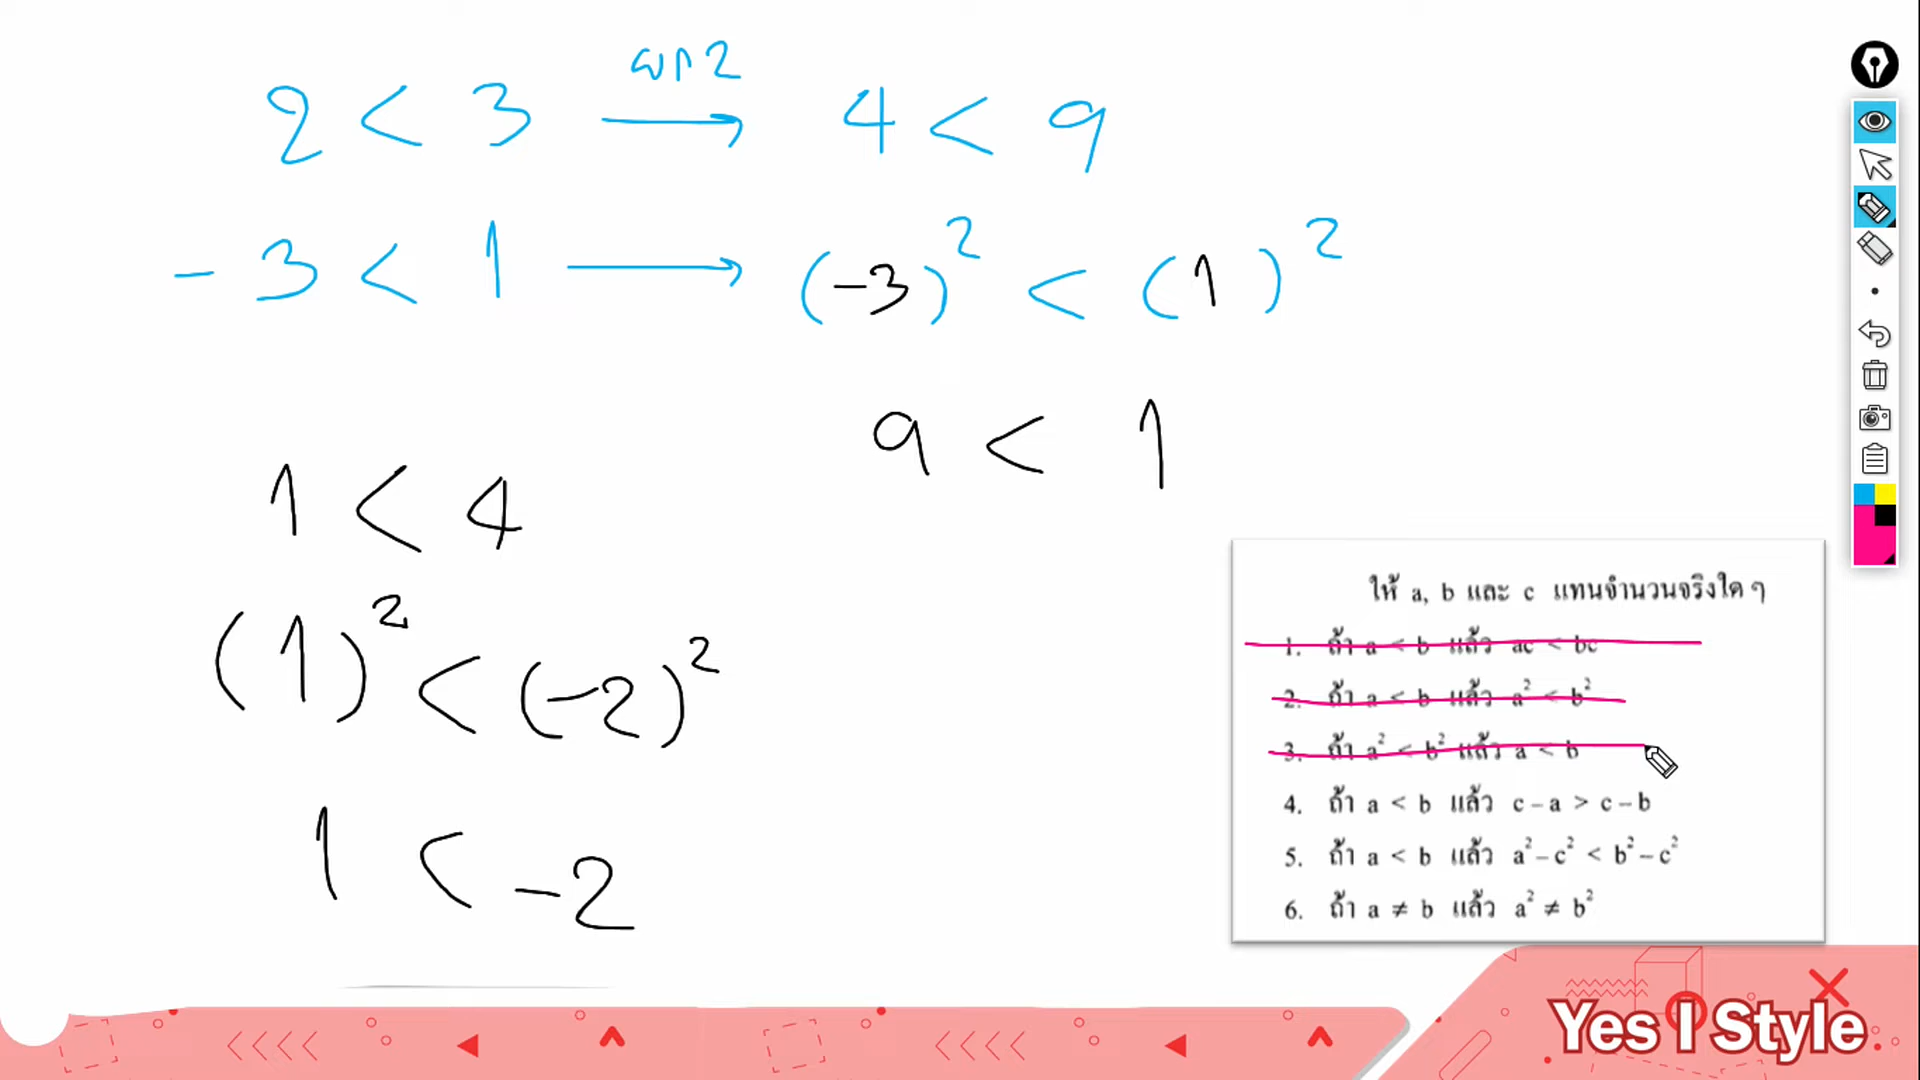 2 < 3 ยก 2 → 4 < 9
-3 < 1 → (-3)² < (1)²
9 < 1
1 < 4
(1)² < (-2)²
1 < -2
ให้ a, b และ c แทนจำนวนจริงใด ๆ
1. ถ้า a < b แล้ว ac < bc
2. ถ้า a < b แล้ว a² < b²
3. ถ้า a² < b² แล้ว a < b
4. ถ้า a < b แล้ว c – a > c – b
5. ถ้า a < b แล้ว a² – c² < b² – c²
6. ถ้า a ≠ b แล้ว a² ≠ b²
Yes I Style